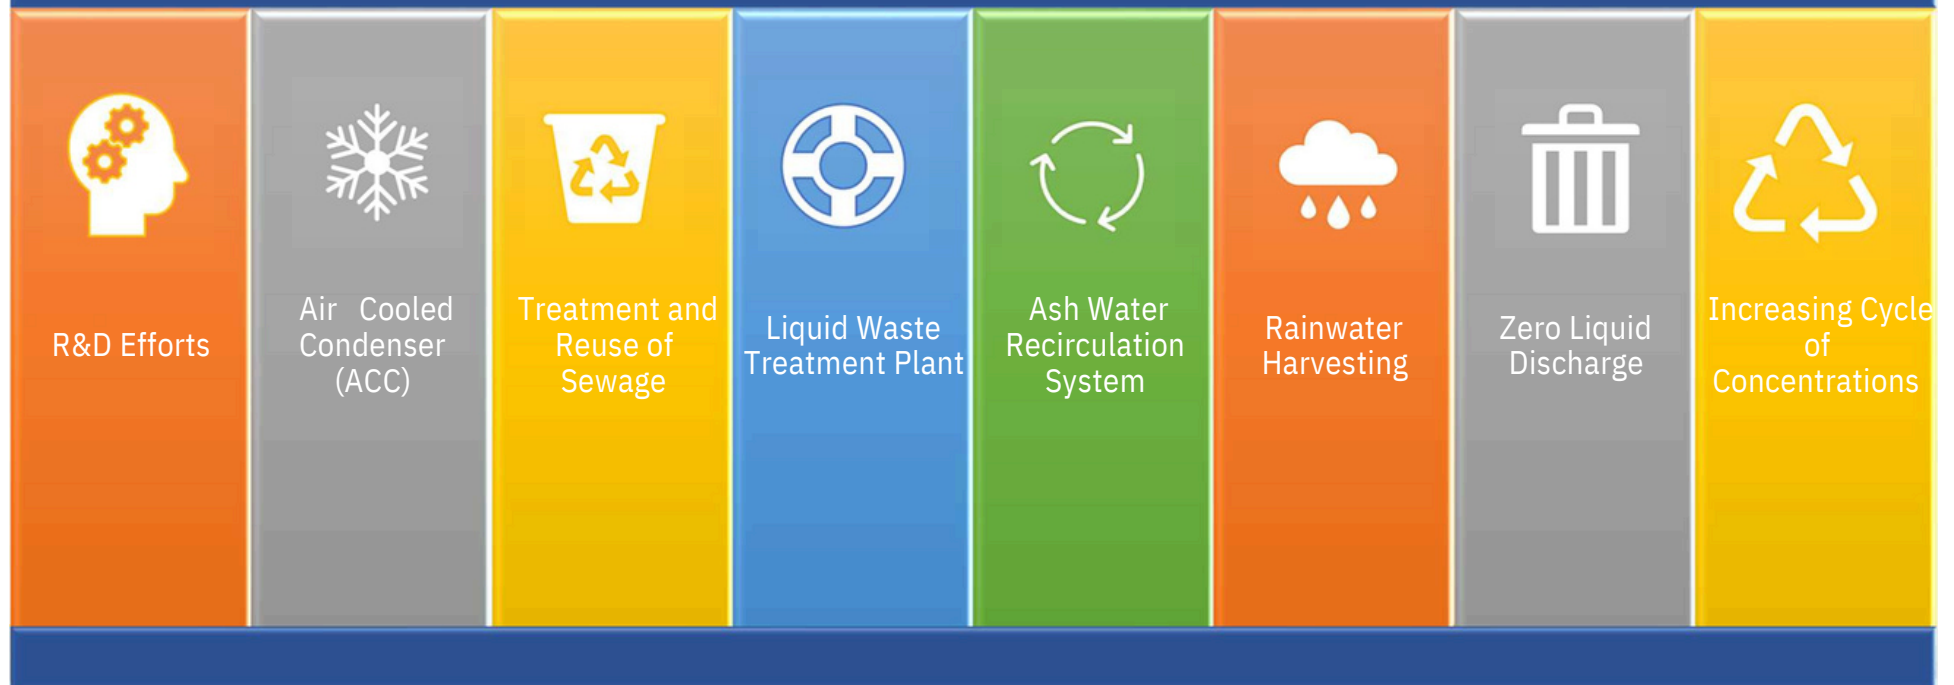 R&D Efforts
Air Cooled
Condenser
(ACC)
Treatment and
Reuse of
Sewage
Liquid Waste
Treatment Plant
Ash Water
Recirculation
System
Rainwater
Harvesting
Zero Liquid
Discharge
Increasing Cycle
of
Concentrations